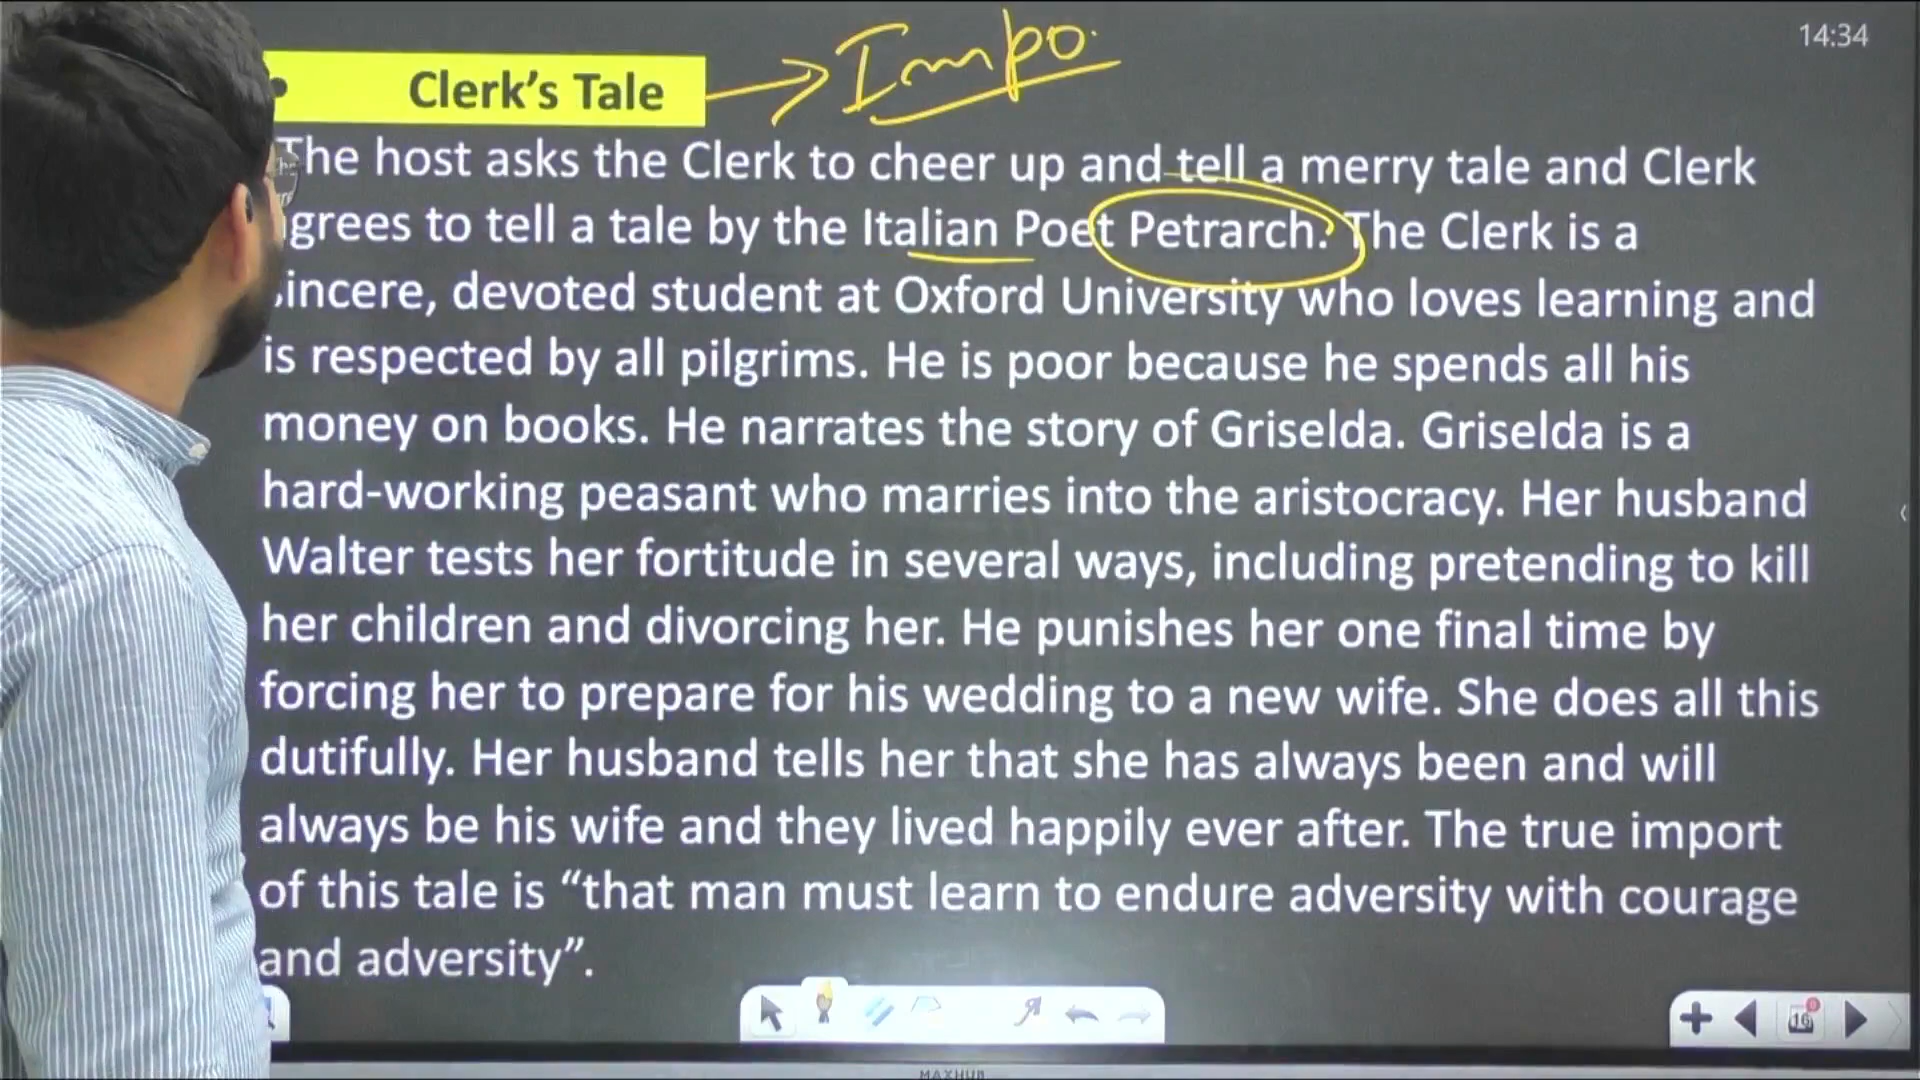 14:34
• Clerk's Tale → Impo.
The host asks the Clerk to cheer up and tell a merry tale and Clerk
grees to tell a tale by the Italian Poet Petrarch. The Clerk is a
incere, devoted student at Oxford University who loves learning and
is respected by all pilgrims. He is poor because he spends all his
money on books. He narrates the story of Griselda. Griselda is a
hard-working peasant who marries into the aristocracy. Her husband
Walter tests her fortitude in several ways, including pretending to kill
her children and divorcing her. He punishes her one final time by
forcing her to prepare for his wedding to a new wife. She does all this
dutifully. Her husband tells her that she has always been and will
always be his wife and they lived happily ever after. The true import
of this tale is “that man must learn to endure adversity with courage
and adversity”.
16
MAXHUB